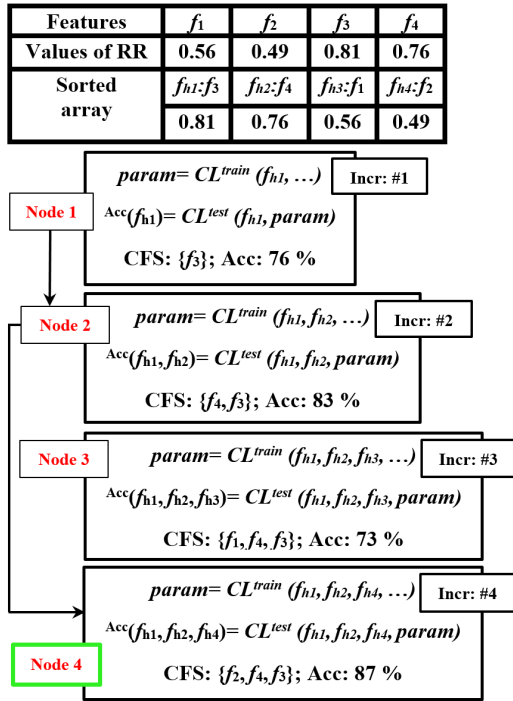 Features f1 f2 f3 f4
Values of RR 0.56 0.49 0.81 0.76
Sorted array fh1:f3 fh2:f4 fh3:f1 fh4:f2
0.81 0.76 0.56 0.49
param= CLtrain (fh1, …)
Incr: #1
Node 1
Acc(fh1)= CLtest (fh1, param)
CFS: {f3}; Acc: 76 %
param= CLtrain (fh1, fh2, …)
Incr: #2
Node 2
Acc(fh1, fh2)= CLtest (fh1, fh2, param)
CFS: {f4, f3}; Acc: 83 %
param= CLtrain (fh1, fh2, fh3, …)
Incr: #3
Node 3
Acc(fh1, fh2, fh3)= CLtest (fh1, fh2, fh3, param)
CFS: {f1, f4, f3}; Acc: 73 %
param= CLtrain (fh1, fh2, fh4, …)
Incr: #4
Acc(fh1, fh2, fh4)= CLtest (fh1, fh2, fh4, param)
Node 4
CFS: {f2, f4, f3}; Acc: 87 %